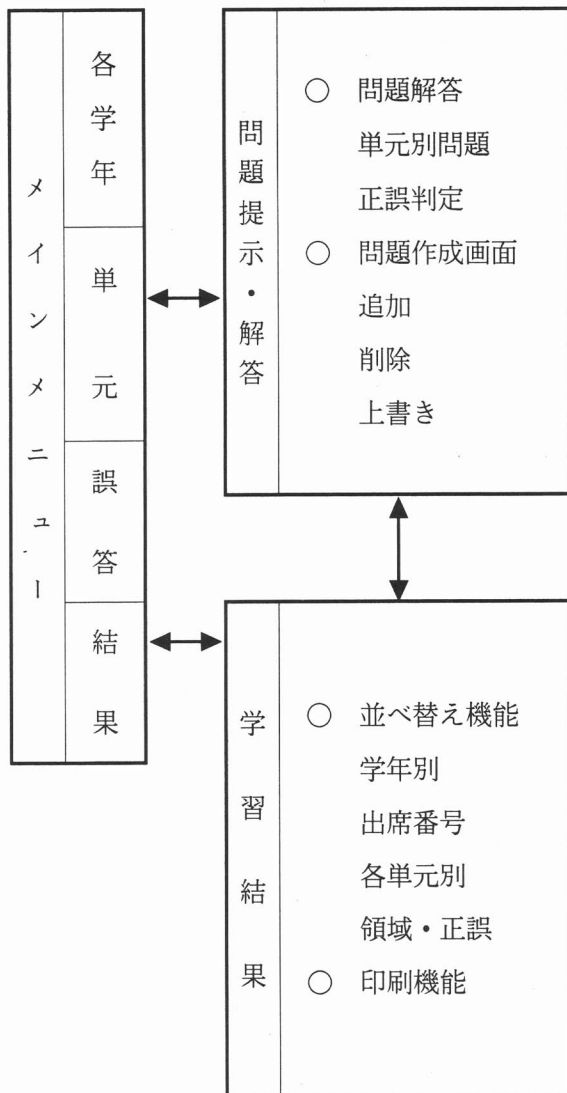 メインメニュー
各学年
単元
誤答
結果
問題提示・解答
○ 問題解答
単元別問題
正誤判定
○ 問題作成画面
追加
削除
上書き
学習結果
○ 並べ替え機能
学年別
出席番号
各単元別
領域・正誤
○ 印刷機能